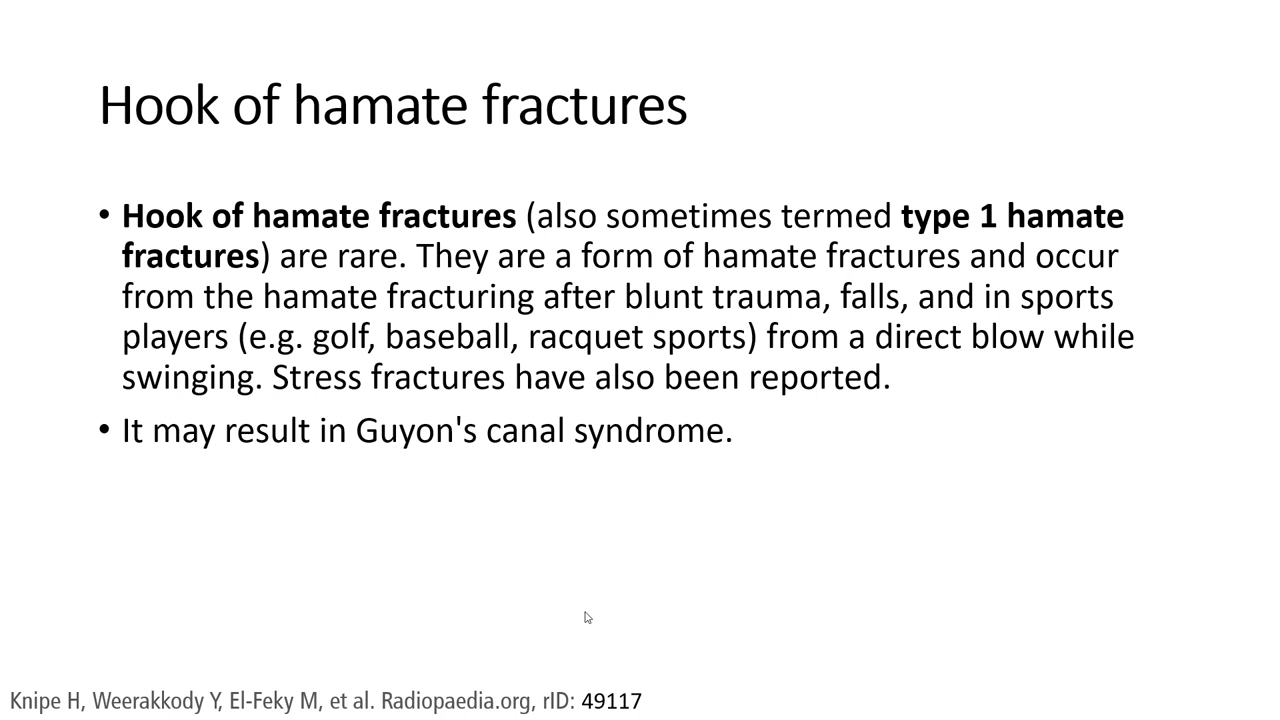 Hook of hamate fractures
• Hook of hamate fractures (also sometimes termed type 1 hamate
fractures) are rare. They are a form of hamate fractures and occur
from the hamate fracturing after blunt trauma, falls, and in sports
players (e.g. golf, baseball, racquet sports) from a direct blow while
swinging. Stress fractures have also been reported.
• It may result in Guyon's canal syndrome.
Knipe H, Weerakkody Y, El-Feky M, et al. Radiopaedia.org, rID: 49117